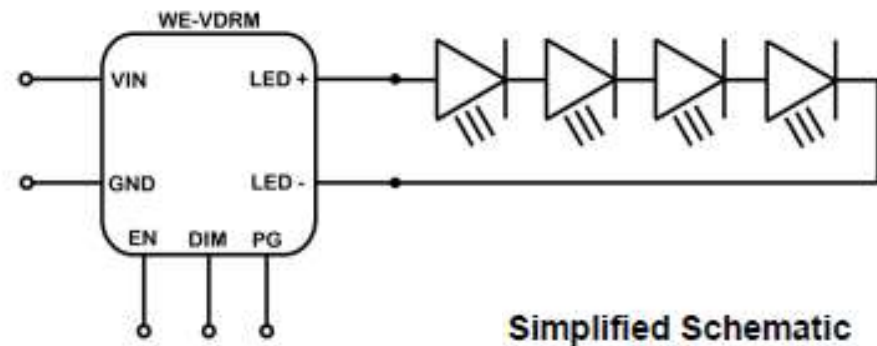 WE-VDRM
VIN LED +
GND LED -
EN DIM PG
Simplified Schematic